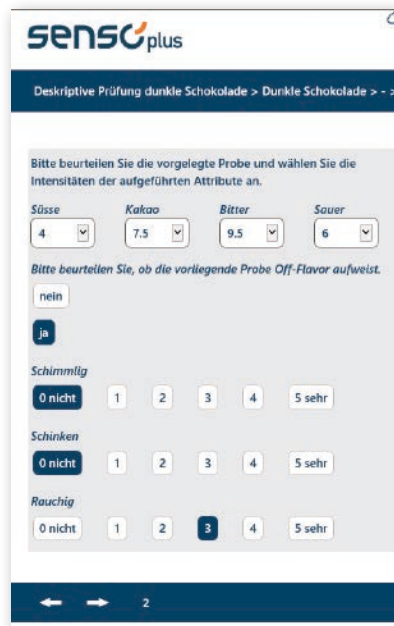 sensoplus
Deskriptive Prüfung dunkle Schokolade > Dunkle Schokolade > - >
Bitte beurteilen Sie die vorgelegte Probe und wählen Sie die
Intensitäten der aufgeführten Attribute an.
Süsse Kakao Bitter Sauer
4 7.5 9.5 6
Bitte beurteilen Sie, ob die vorliegende Probe Off-Flavor aufweist.
nein
ja
Schimmlig
0 nicht 1 2 3 4 5 sehr
Schinken
0 nicht 1 2 3 4 5 sehr
Rauchig
0 nicht 1 2 3 4 5 sehr
2